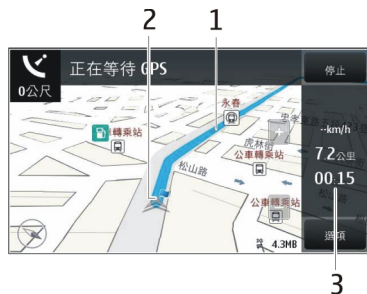 2
1
正在等待 GPS
停止
0公尺
永春
轉乘站
虎林街
公車轉乘站
--km/h
7.2公里
松山路
00:15
公車轉乘站
4.3MB
選項
3